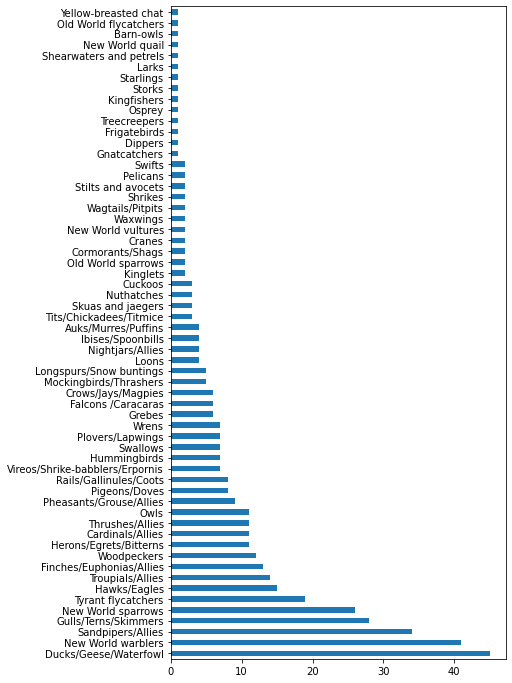 Yellow-breasted chat
Old World flycatchers
Barn-owls
New World quail
Shearwaters and petrels
Larks
Starlings
Storks
Kingfishers
Osprey
Treecreepers
Frigatebirds
Dippers
Gnatcatchers
Swifts
Pelicans
Stilts and avocets
Shrikes
Wagtails/Pitpits
Waxwings
New World vultures
Cranes
Cormorants/Shags
Old World sparrows
Kinglets
Cuckoos
Nuthatches
Skuas and jaegers
Tits/Chickadees/Titmice
Auks/Murres/Puffins
Ibises/Spoonbills
Nightjars/Allies
Loons
Longspurs/Snow buntings
Mockingbirds/Thrashers
Crows/Jays/Magpies
Falcons /Caracaras
Grebes
Wrens
Plovers/Lapwings
Swallows
Hummingbirds
Vireos/Shrike-babblers/Erpornis
Rails/Gallinules/Coots
Pigeons/Doves
Pheasants/Grouse/Allies
Owls
Thrushes/Allies
Cardinals/Allies
Herons/Egrets/Bitterns
Woodpeckers
Finches/Euphonias/Allies
Troupials/Allies
Hawks/Eagles
Tyrant flycatchers
New World sparrows
Gulls/Terns/Skimmers
Sandpipers/Allies
New World warblers
Ducks/Geese/Waterfowl
0 10 20 30 40